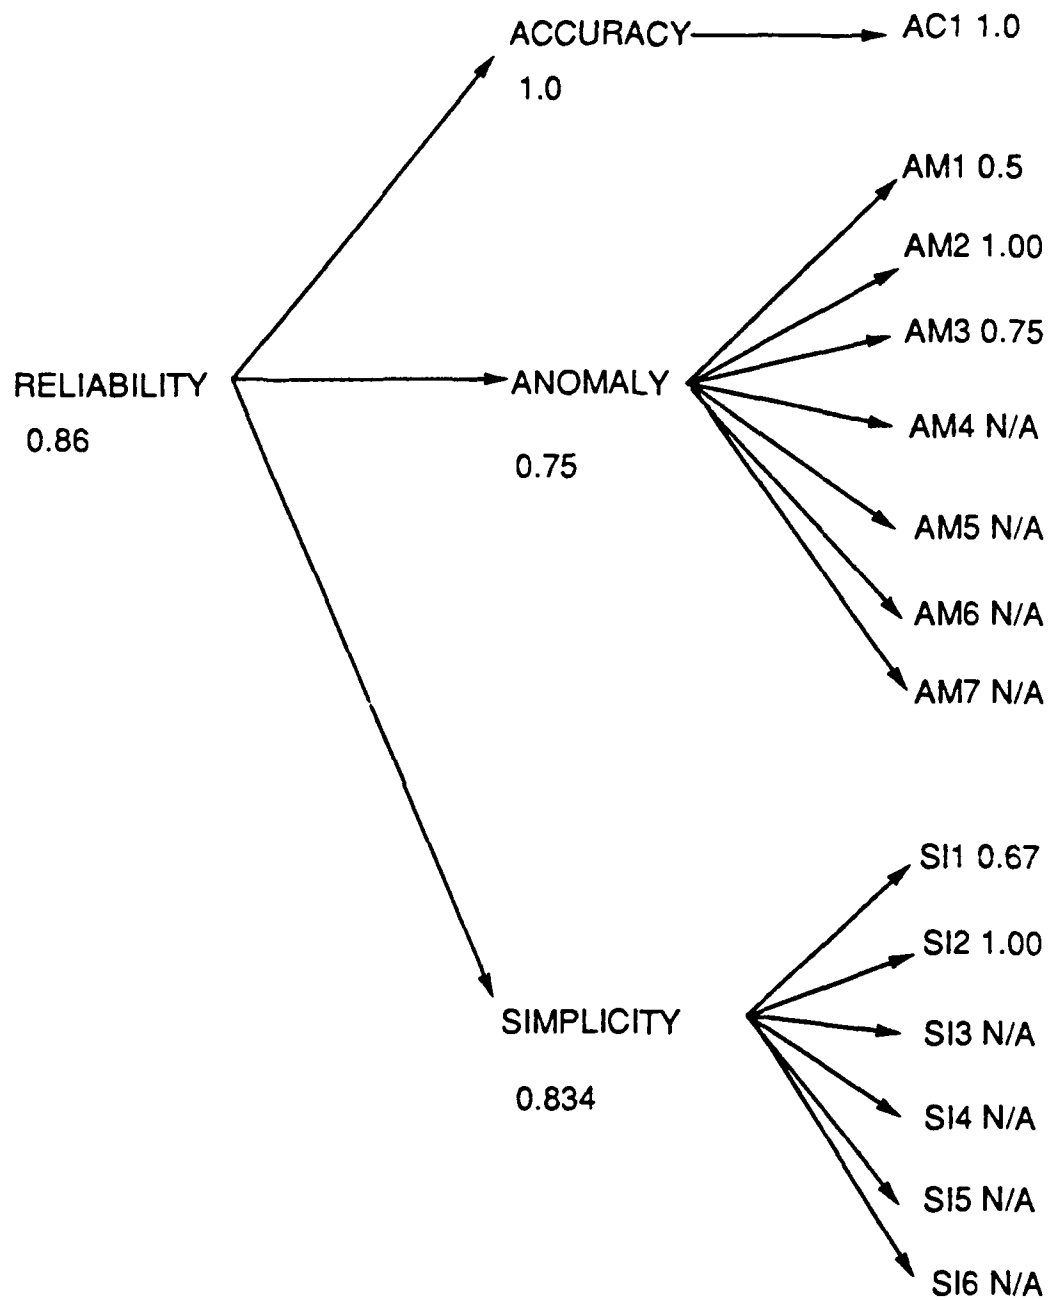 ACCURACY
1.0
AC1 1.0
AM1 0.5
AM2 1.00
AM3 0.75
RELIABILITY
0.86
ANOMALY
0.75
AM4 N/A
AM5 N/A
AM6 N/A
AM7 N/A
SI1 0.67
SI2 1.00
SIMPLICITY
0.834
SI3 N/A
SI4 N/A
SI5 N/A
SI6 N/A